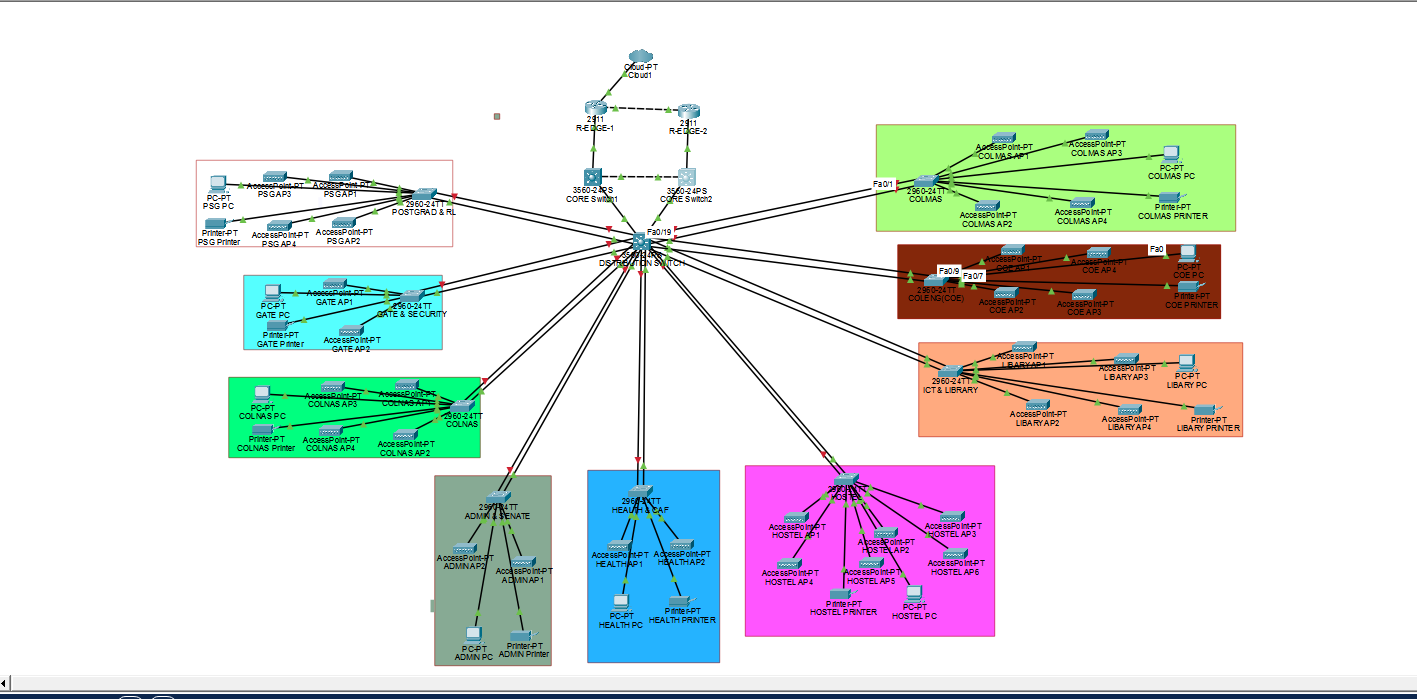 Cloud-PT
Cloud1
2911
R-EDGE-1
2911
R-EDGE-2
3560-24PS
CORE Switch1
3560-24PS
CORE Switch2
Fa0/19
DISTRIBUTION SWITCH
PC-PT
PSG PC
AccessPoint-PT
PSG AP3
AccessPoint-PT
PSG AP1
2960-24TT
POSTGRAD & RL
Printer-PT
PSG Printer
AccessPoint-PT
PSG AP4
AccessPoint-PT
PSG AP2
PC-PT
GATE PC
AccessPoint-PT
GATE AP1
2960-24TT
GATE & SECURITY
Printer-PT
GATE Printer
AccessPoint-PT
GATE AP2
PC-PT
COLNAS PC
AccessPoint-PT
COLNAS AP3
AccessPoint-PT
COLNAS AP1
2960-24TT
COLNAS
Printer-PT
COLNAS Printer
AccessPoint-PT
COLNAS AP4
AccessPoint-PT
COLNAS AP2
2960-24TT
ADMIN & SENATE
AccessPoint-PT
ADMIN AP2
AccessPoint-PT
ADMIN AP1
PC-PT
ADMIN PC
Printer-PT
ADMIN Printer
2960-24TT
HEALTH & CAF
AccessPoint-PT
HEALTH AP1
AccessPoint-PT
HEALTH AP2
PC-PT
HEALTH PC
Printer-PT
HEALTH PRINTER
2960-24TT
HOSTEL
AccessPoint-PT
HOSTEL AP1
AccessPoint-PT
HOSTEL AP2
AccessPoint-PT
HOSTEL AP3
AccessPoint-PT
HOSTEL AP4
AccessPoint-PT
HOSTEL AP5
AccessPoint-PT
HOSTEL AP6
Printer-PT
HOSTEL PRINTER
PC-PT
HOSTEL PC
Fa0/1
2960-24TT
COLMAS
AccessPoint-PT
COLMAS AP1
AccessPoint-PT
COLMAS AP3
PC-PT
COLMAS PC
AccessPoint-PT
COLMAS AP2
AccessPoint-PT
COLMAS AP4
Printer-PT
COLMAS PRINTER
Fa0/9
Fa0/7
Fa0
2960-24TT
COLENG(COE)
AccessPoint-PT
COE AP1
AccessPoint-PT
COE AP4
PC-PT
COE PC
AccessPoint-PT
COE AP2
AccessPoint-PT
COE AP3
Printer-PT
COE PRINTER
2960-24TT
ICT & LIBRARY
AccessPoint-PT
LIBARY AP1
AccessPoint-PT
LIBARY AP3
PC-PT
LIBARY PC
AccessPoint-PT
LIBARY AP2
AccessPoint-PT
LIBARY AP4
Printer-PT
LIBARY PRINTER